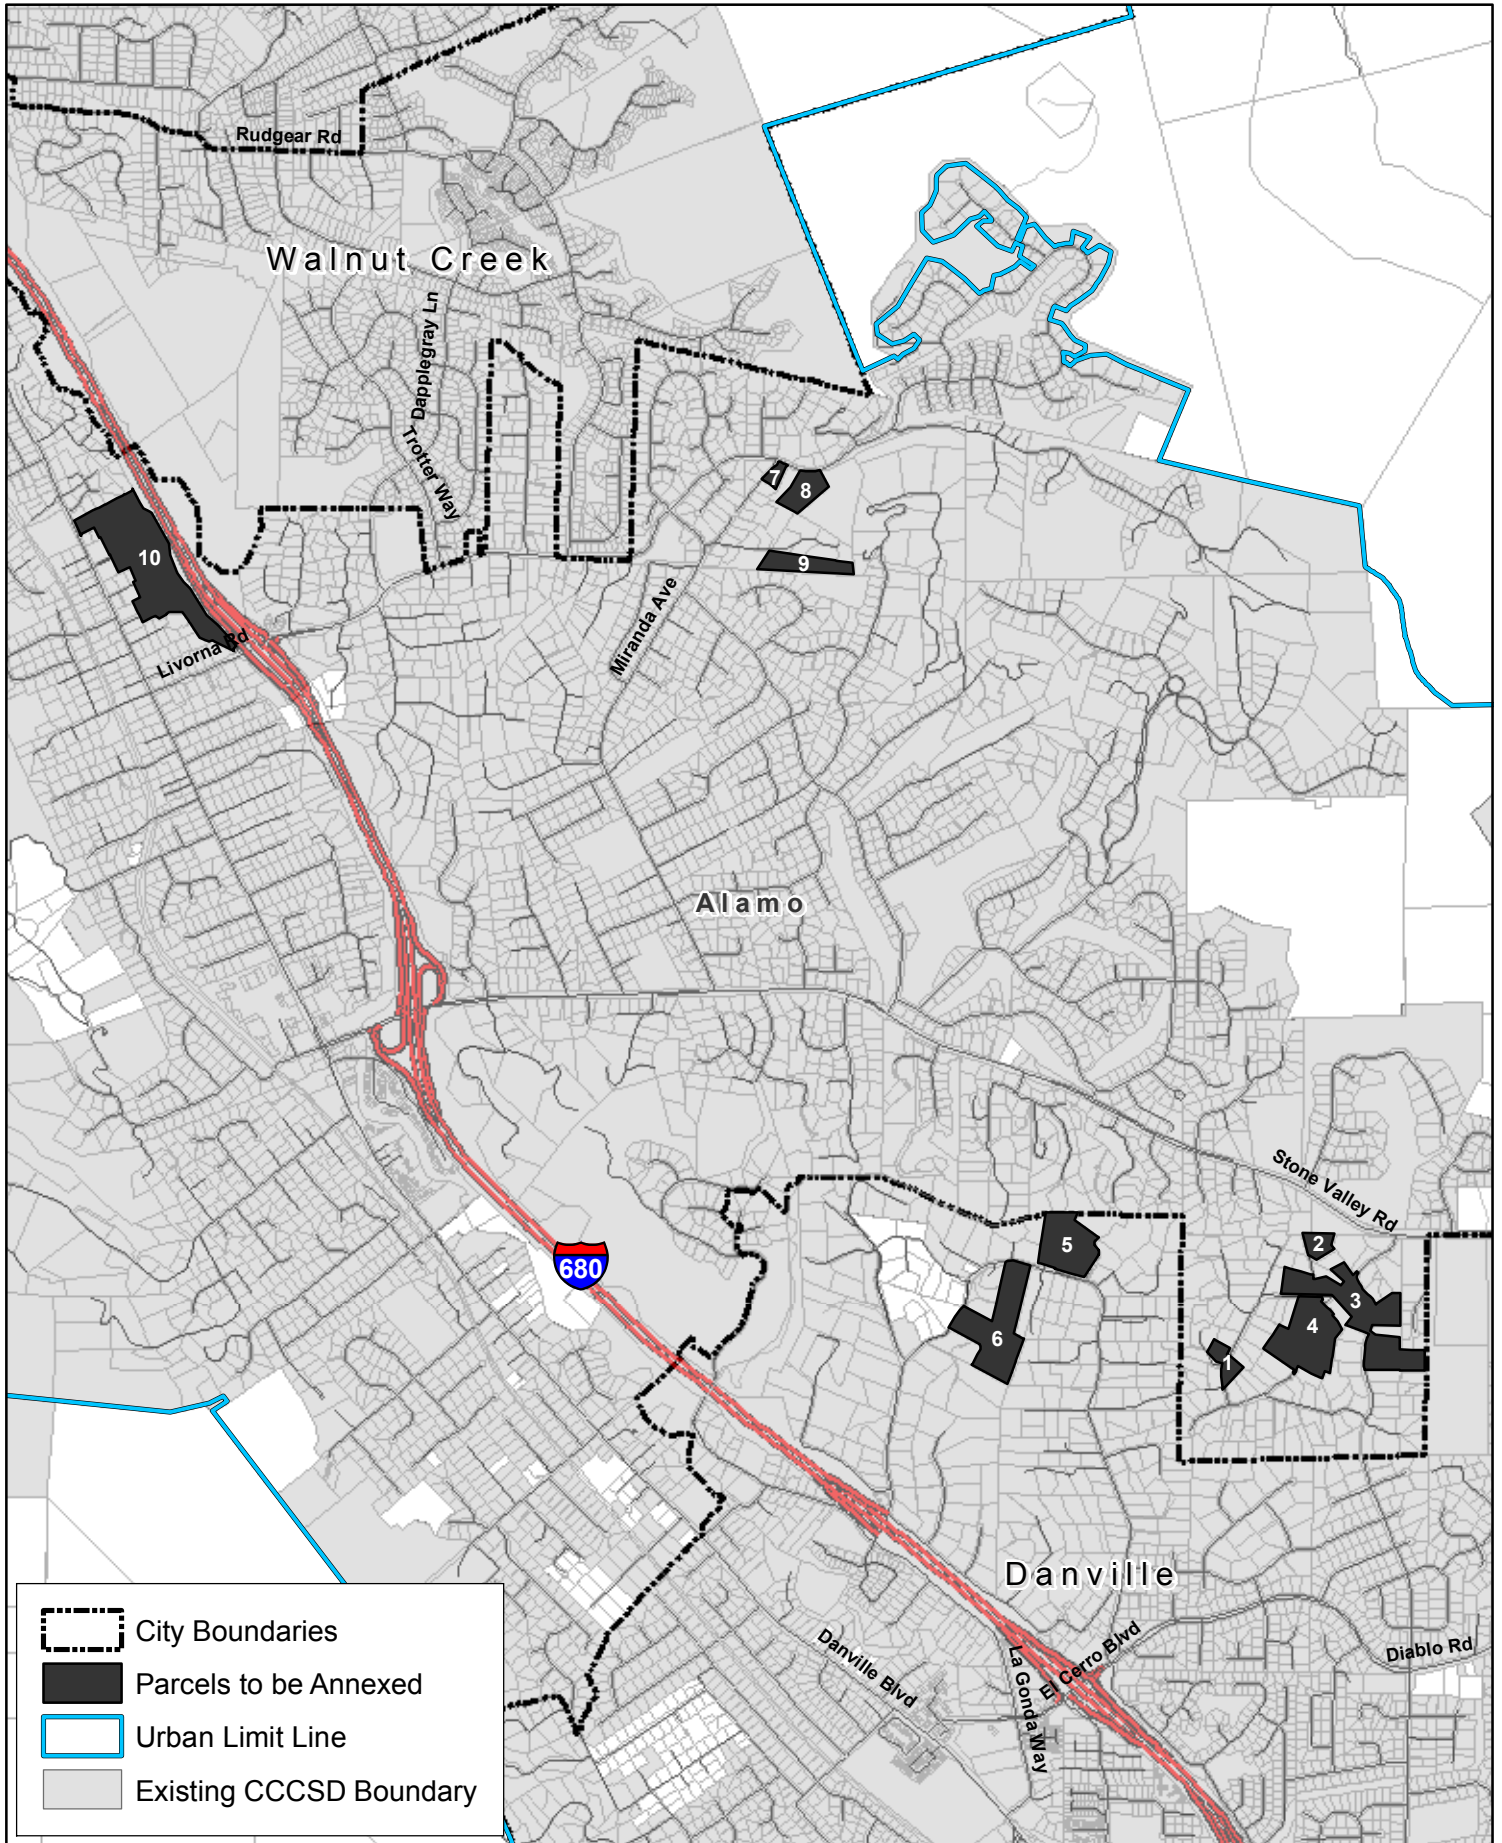 Rudgear Rd
Walnut Creek
Dapplegray Ln
Trotter Way
7
8
10
9
Miranda Ave
Livorna Rd
Alamo
Stone Valley Rd
2
5
680
3
4
6
1
Danville
Danville Blvd
La Gonda Way
El Cerro Blvd
Diablo Rd
City Boundaries
Parcels to be Annexed
Urban Limit Line
Existing CCCSD Boundary